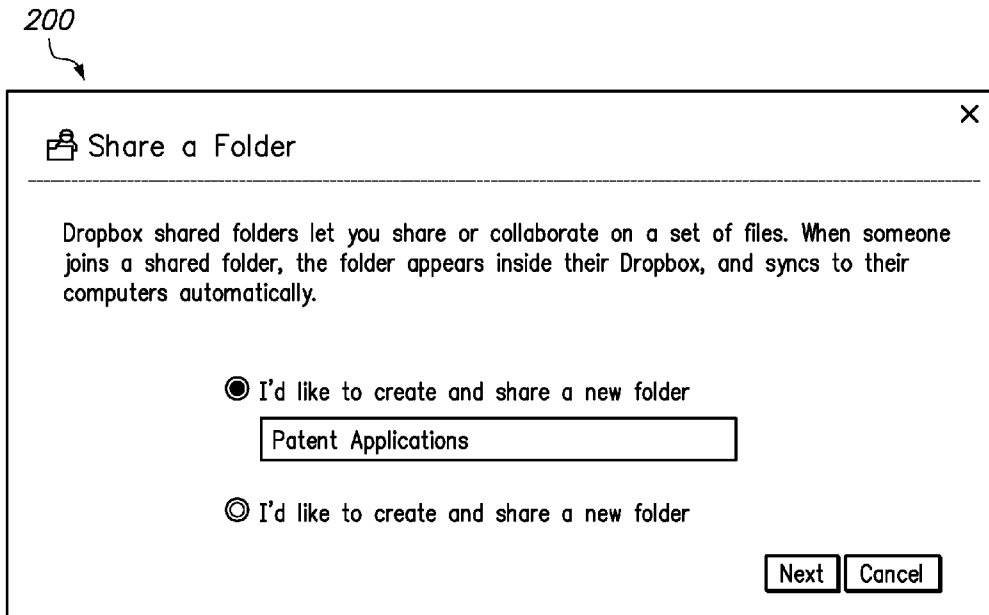 200
Share a Folder
Dropbox shared folders let you share or collaborate on a set of files. When someone
joins a shared folder, the folder appears inside their Dropbox, and syncs to their
computers automatically.
I'd like to create and share a new folder
Patent Applications
I'd like to create and share a new folder
Next Cancel